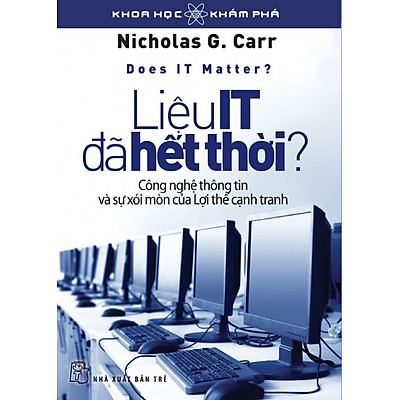 KHOA HỌC KHÁM PHÁ
Nicholas G. Carr
Does IT Matter?
Liệu IT
đã hết thời?
Công nghệ thông tin
và sự xói mòn của Lợi thế cạnh tranh
NHÀ XUẤT BẢN TRẺ